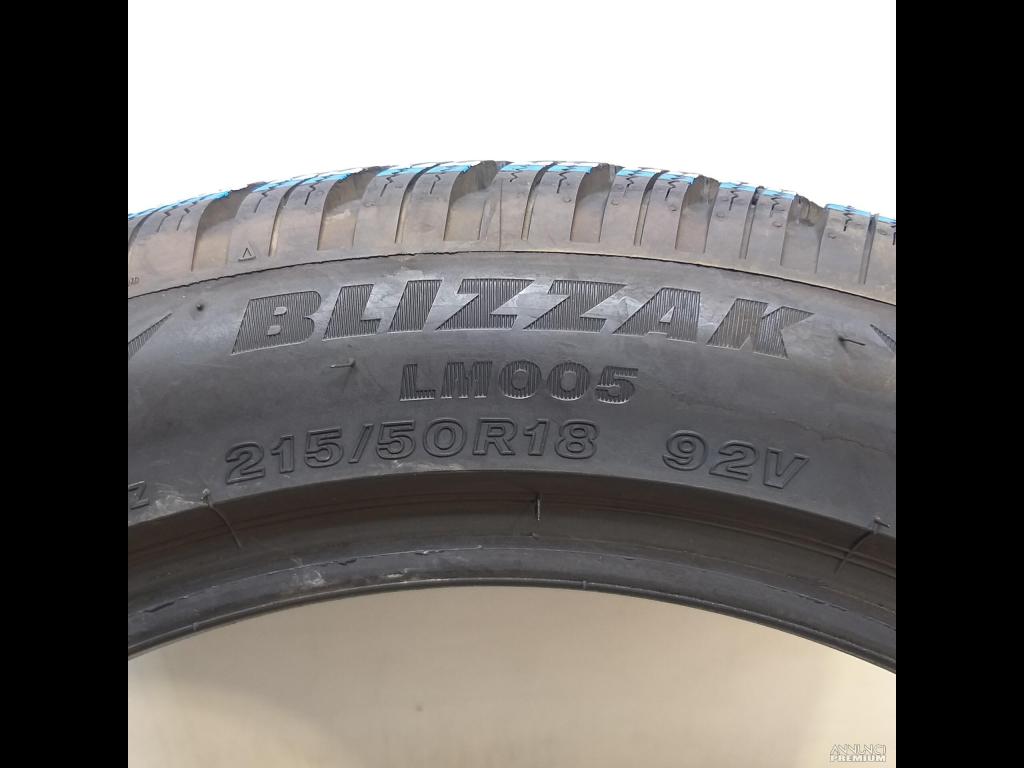 BLIZZAK
LM005
215/50R18 92V
Z
ANNUNCI
PREMIUM